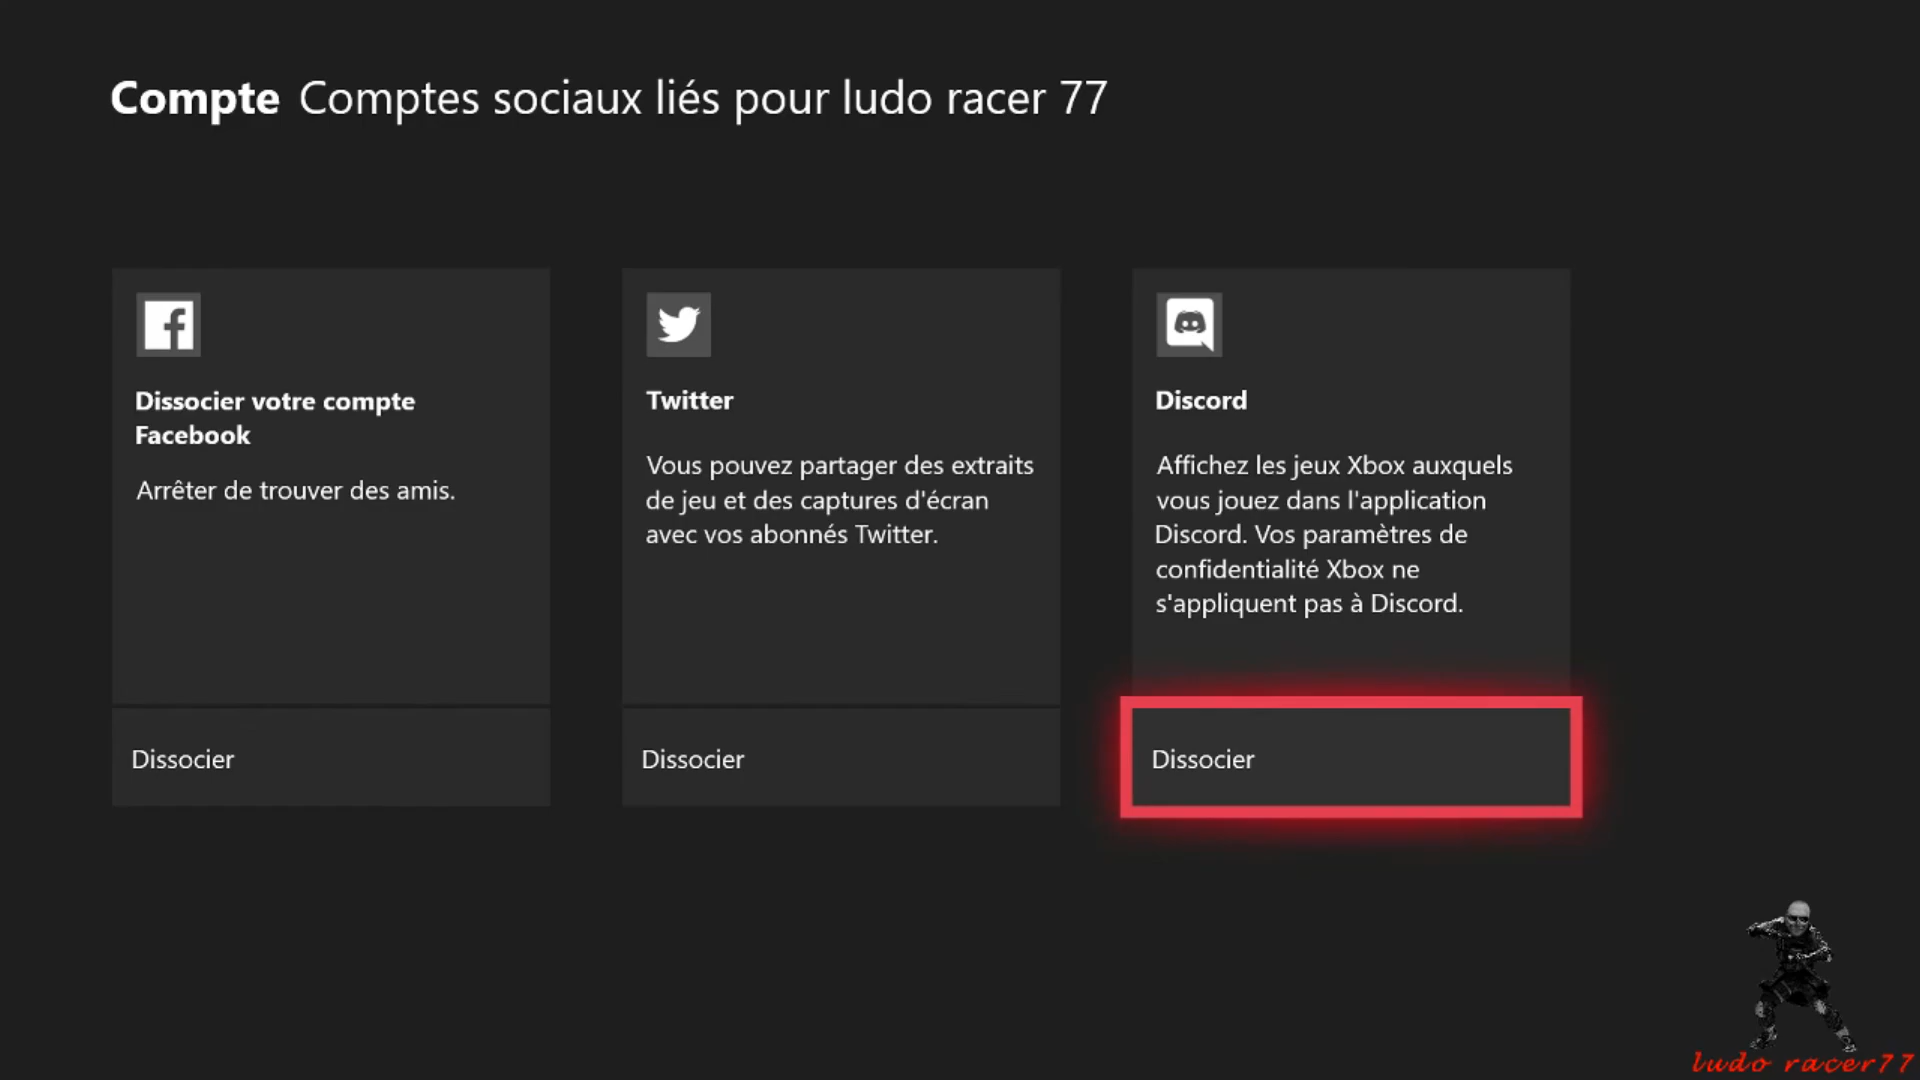 Compte Comptes sociaux liés pour ludo racer 77
Dissocier votre compte
Facebook
Arrêter de trouver des amis.
Dissocier
Twitter
Vous pouvez partager des extraits
de jeu et des captures d'écran
avec vos abonnés Twitter.
Dissocier
Discord
Affichez les jeux Xbox auxquels
vous jouez dans l'application
Discord. Vos paramètres de
confidentialité Xbox ne
s'appliquent pas à Discord.
Dissocier
ludo racer77